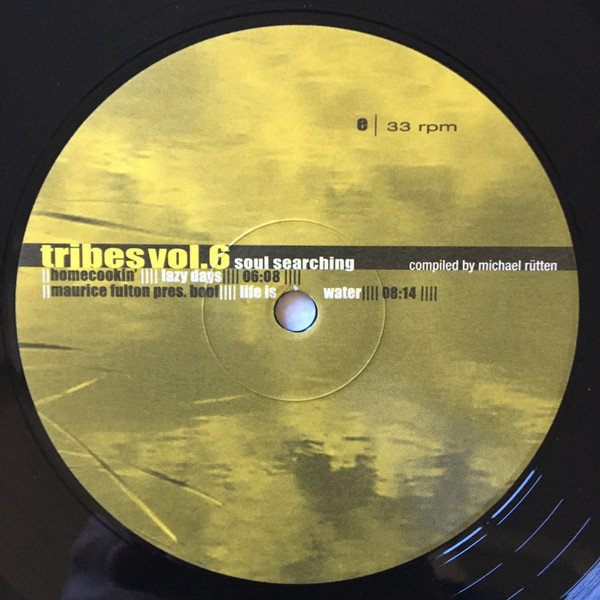 e | 33 rpm
tribes vol.6 soul searching compiled by michael rütten
||homecookin' |||| lazy days|||| 06:08 ||||
||maurice fulton pres. boof|||| life is water|||| 08:14 ||||